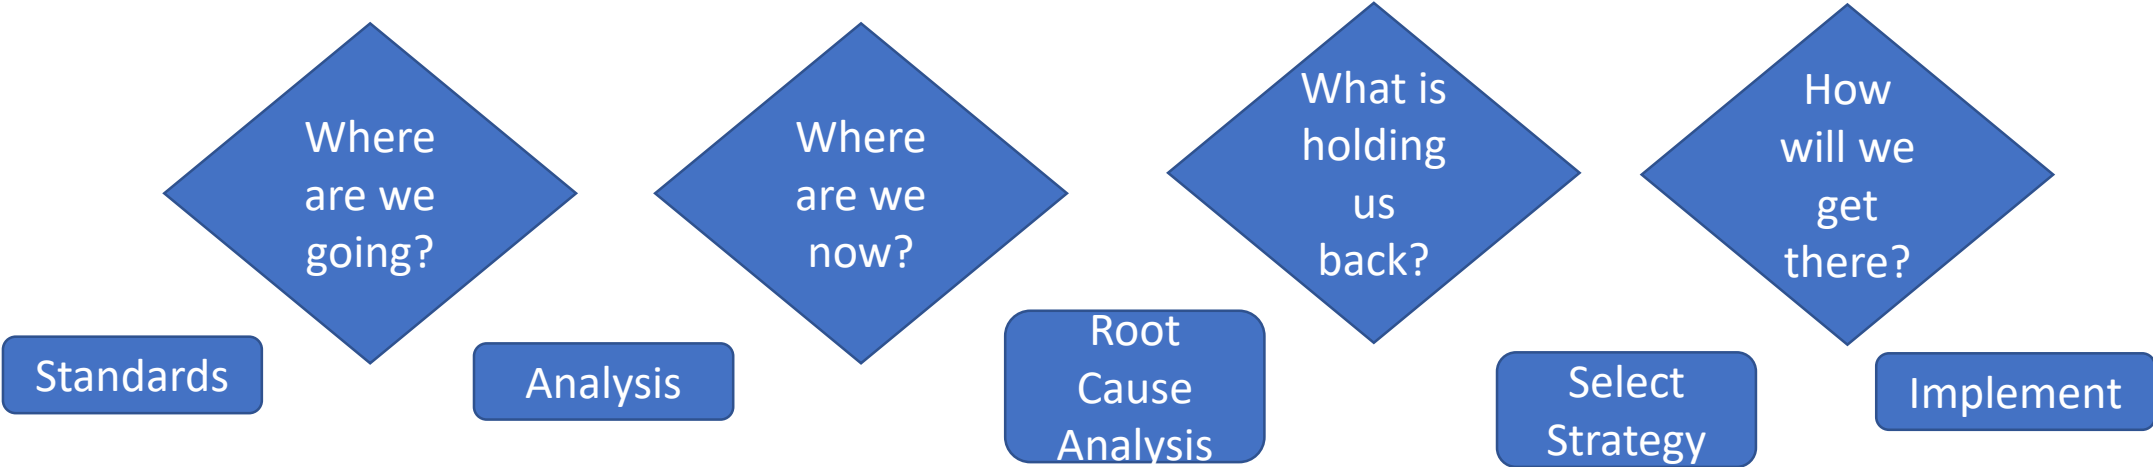 Where
are we
going?
Where
are we
now?
What is
holding
us
back?
How
will we
get
there?
Standards
Analysis
Root
Cause
Analysis
Select
Strategy
Implement